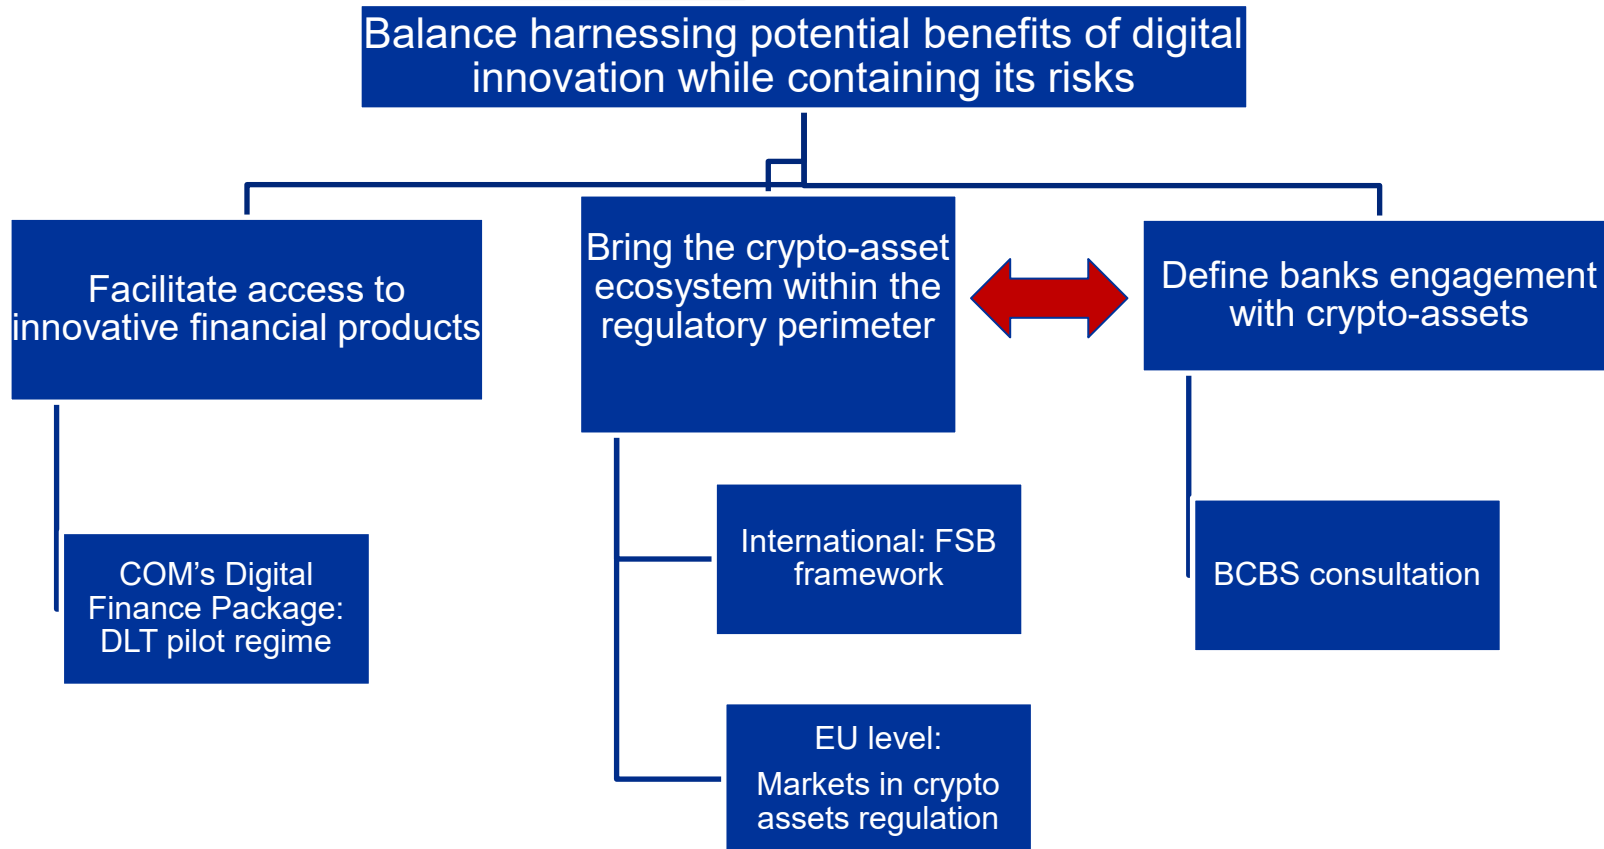 Balance harnessing potential benefits of digital
innovation while containing its risks
Facilitate access to
innovative financial products
Bring the crypto-asset
ecosystem within the
regulatory perimeter
Define banks engagement
with crypto-assets
COM’s Digital
Finance Package:
DLT pilot regime
International: FSB
framework
BCBS consultation
EU level:
Markets in crypto
assets regulation